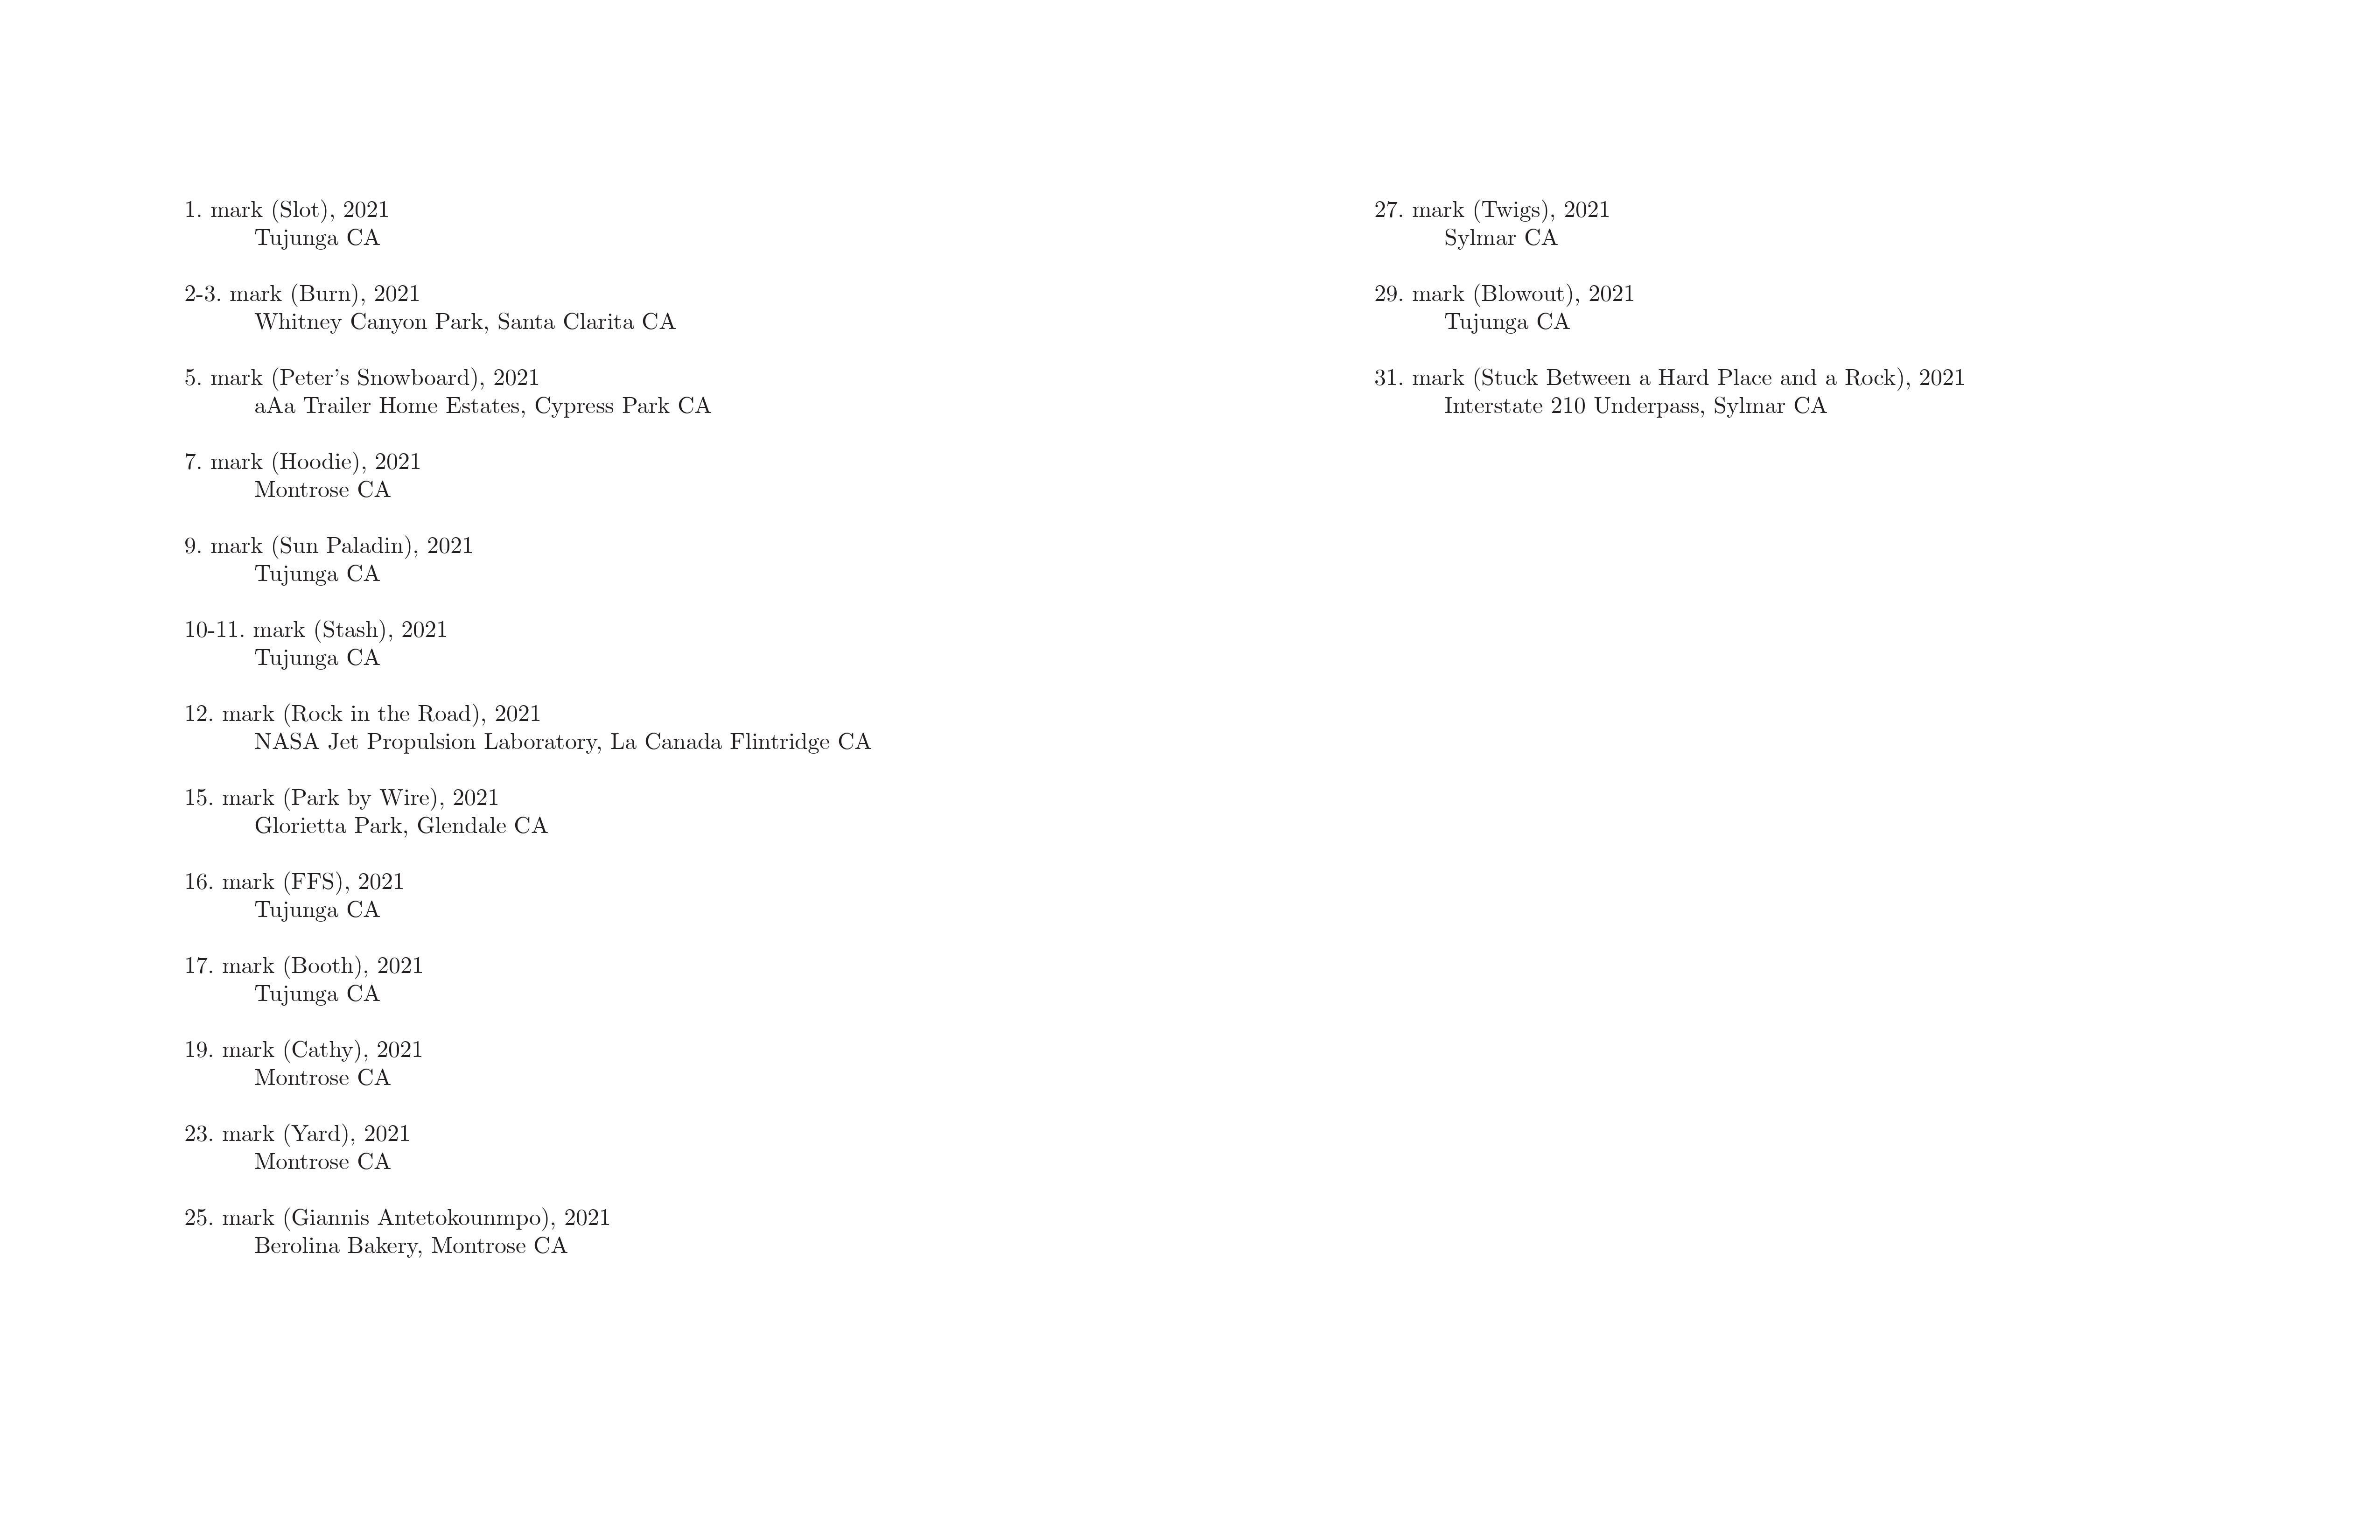 1. mark (Slot), 2021
Tujunga CA
2-3. mark (Burn), 2021
Whitney Canyon Park, Santa Clarita CA
5. mark (Peter's Snowboard), 2021
aAa Trailer Home Estates, Cypress Park CA
7. mark (Hoodie), 2021
Montrose CA
9. mark (Sun Paladin), 2021
Tujunga CA
10-11. mark (Stash), 2021
Tujunga CA
12. mark (Rock in the Road), 2021
NASA Jet Propulsion Laboratory, La Canada Flintridge CA
15. mark (Park by Wire), 2021
Glorietta Park, Glendale CA
16. mark (FFS), 2021
Tujunga CA
17. mark (Booth), 2021
Tujunga CA
19. mark (Cathy), 2021
Montrose CA
23. mark (Yard), 2021
Montrose CA
25. mark (Giannis Antetokounmpo), 2021
Berolina Bakery, Montrose CA
27. mark (Twigs), 2021
Sylmar CA
29. mark (Blowout), 2021
Tujunga CA
31. mark (Stuck Between a Hard Place and a Rock), 2021
Interstate 210 Underpass, Sylmar CA